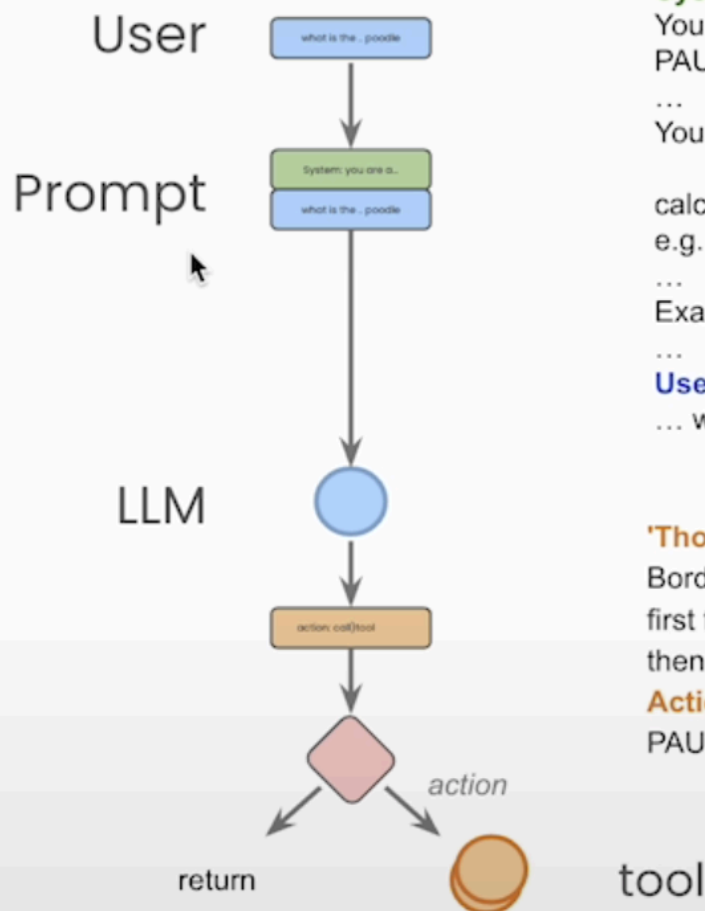 User
what is the . poodle
You
PAU
...
Prompt
System: you are a..
what is the . poodle
You
calc
e.g.
...
Exa
...
Use
... w
LLM
'Tho
Bord
first
then
action: call)tool
Acti
PAU
action
return
tool